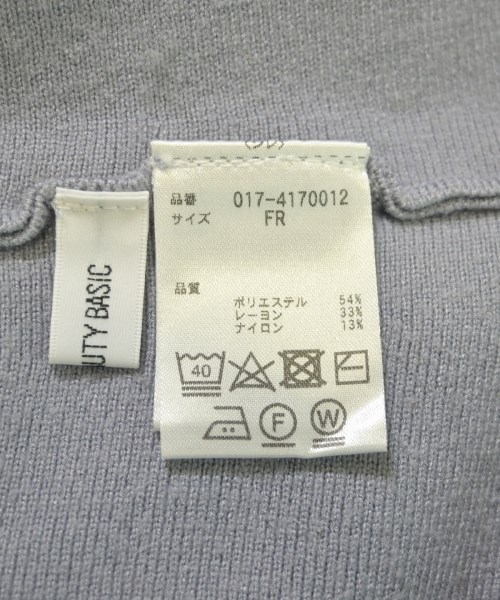 品番 017-4170012
サイズ FR
品質
ポリエステル 54%
レーヨン 33%
ナイロン 13%
40
F W
UTY BASIC